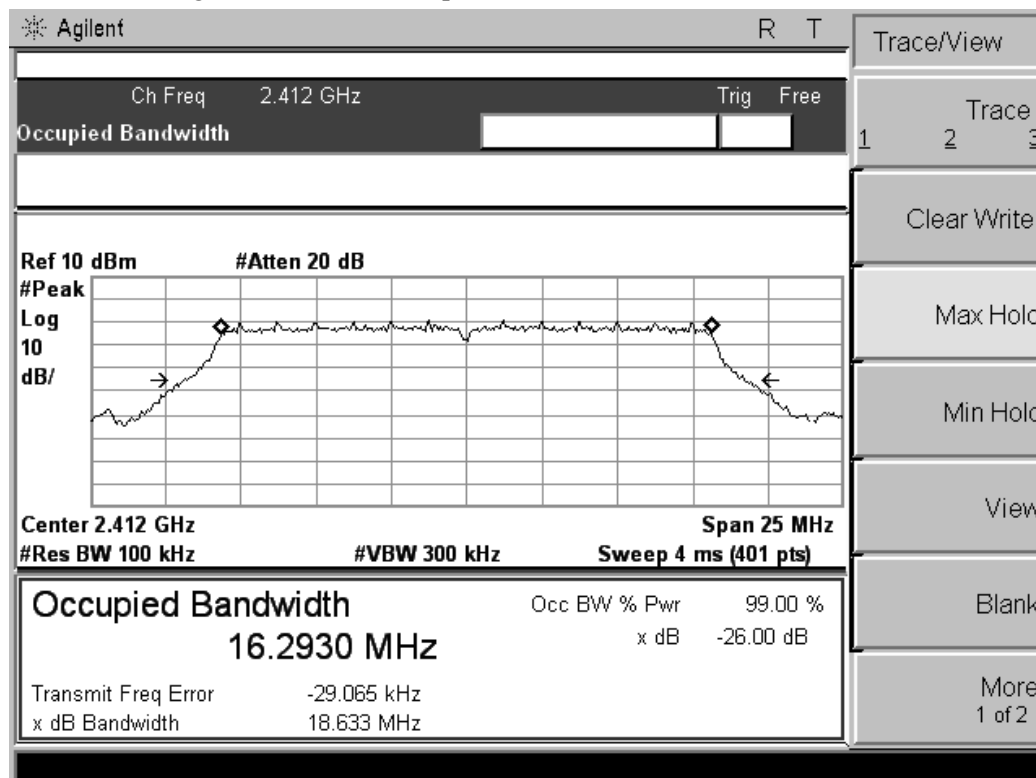 Agilent R T
Trace/View
Ch Freq 2.412 GHz Trig Free
Occupied Bandwidth
Trace
1 2 3
Clear Write
Max Hold
Min Hold
View
Blank
More
1 of 2
Ref 10 dBm #Atten 20 dB
#Peak
Log
10
dB/
Center 2.412 GHz Span 25 MHz
#Res BW 100 kHz #VBW 300 kHz Sweep 4 ms (401 pts)
Occupied Bandwidth
16.2930 MHz
Occ BW % Pwr 99.00 %
x dB -26.00 dB
Transmit Freq Error -29.065 kHz
x dB Bandwidth 18.633 MHz